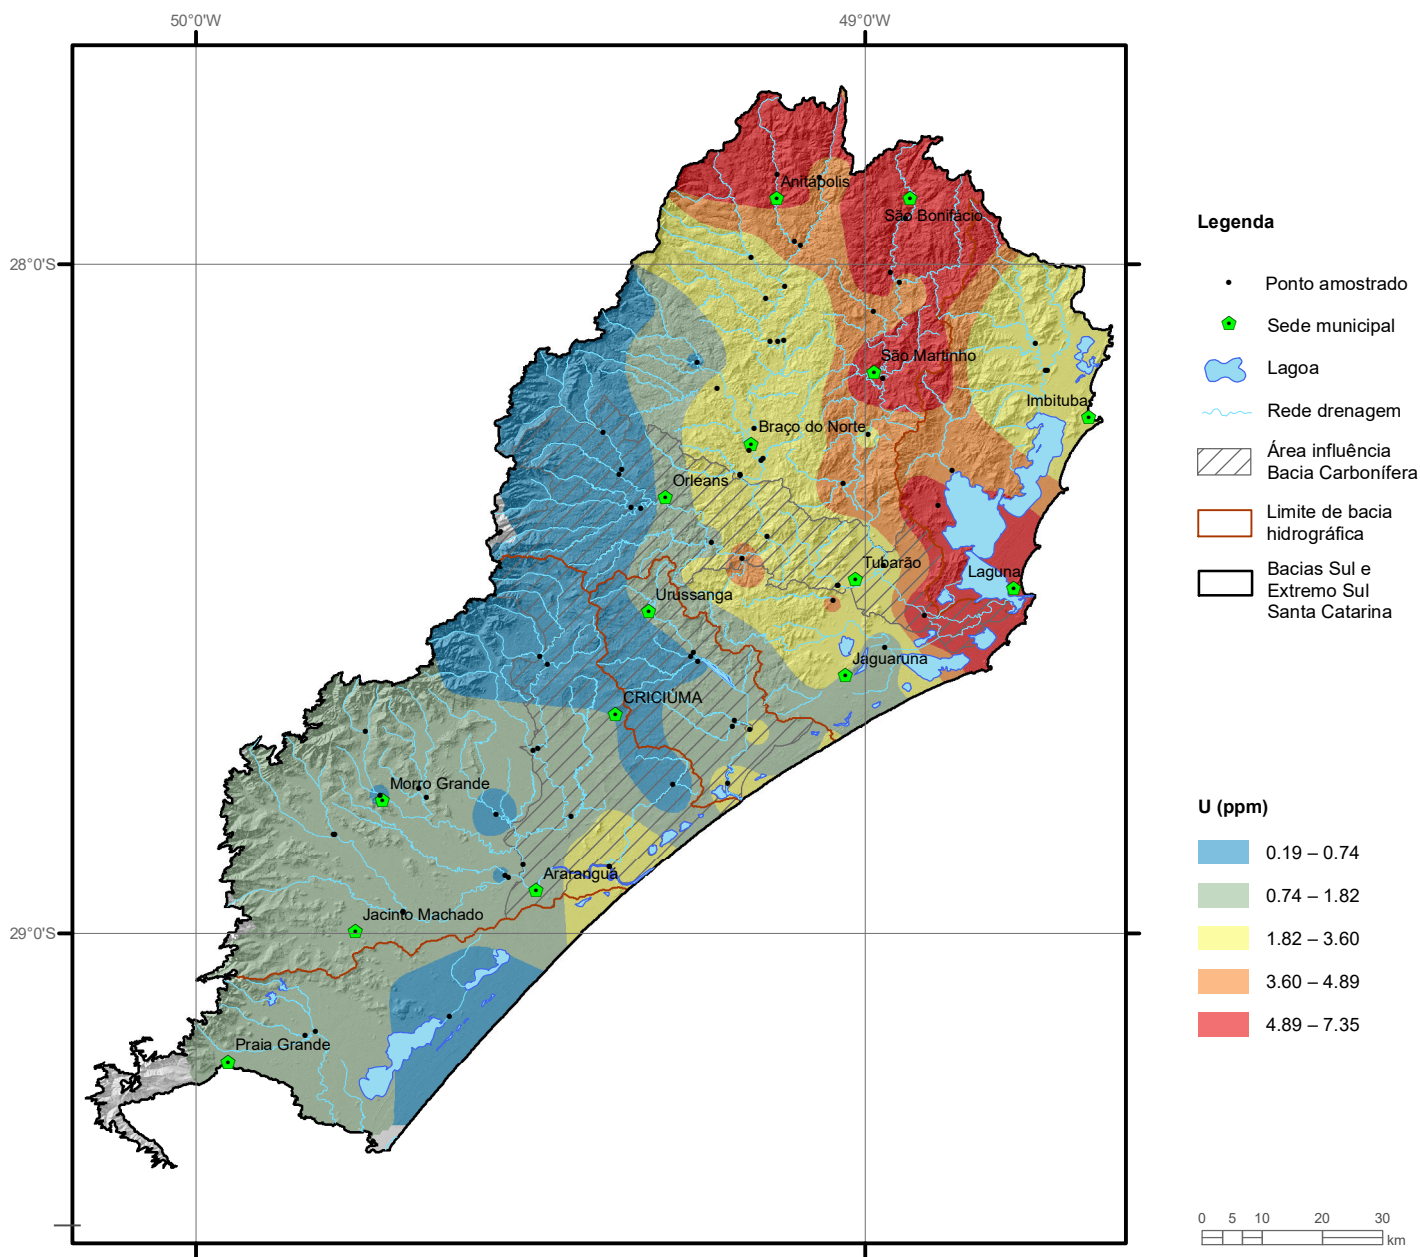 50°0'W
49°0'W
28°0'S
29°0'S
Anitápolis
São Bonifácio
São Martinho
Imbituba
Braço do Norte
Orleans
Tubarão
Laguna
Urussanga
Jaguaruna
CRICIÚMA
Morro Grande
Araranguá
Jacinto Machado
Praia Grande
Legenda
Ponto amostrado
Sede municipal
Lagoa
Rede drenagem
Área influência
Bacia Carbonífera
Limite de bacia
hidrográfica
Bacias Sul e
Extremo Sul
Santa Catarina
U (ppm)
0.19 – 0.74
0.74 – 1.82
1.82 – 3.60
3.60 – 4.89
4.89 – 7.35
0 5 10 20 30
km